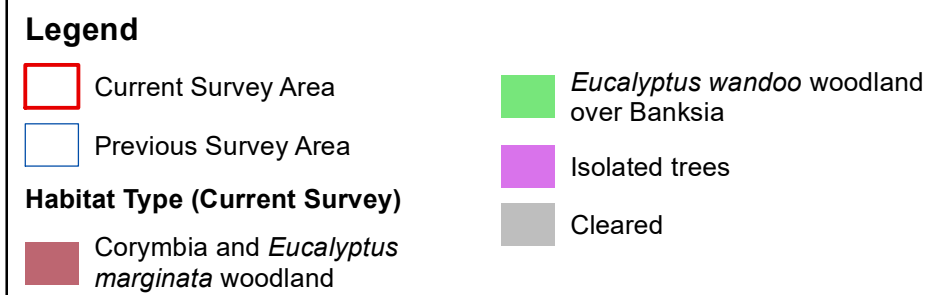 Legend
Current Survey Area
Previous Survey Area
Habitat Type (Current Survey)
Corymbia and Eucalyptus
marginata woodland
Eucalyptus wandoo woodland
over Banksia
Isolated trees
Cleared